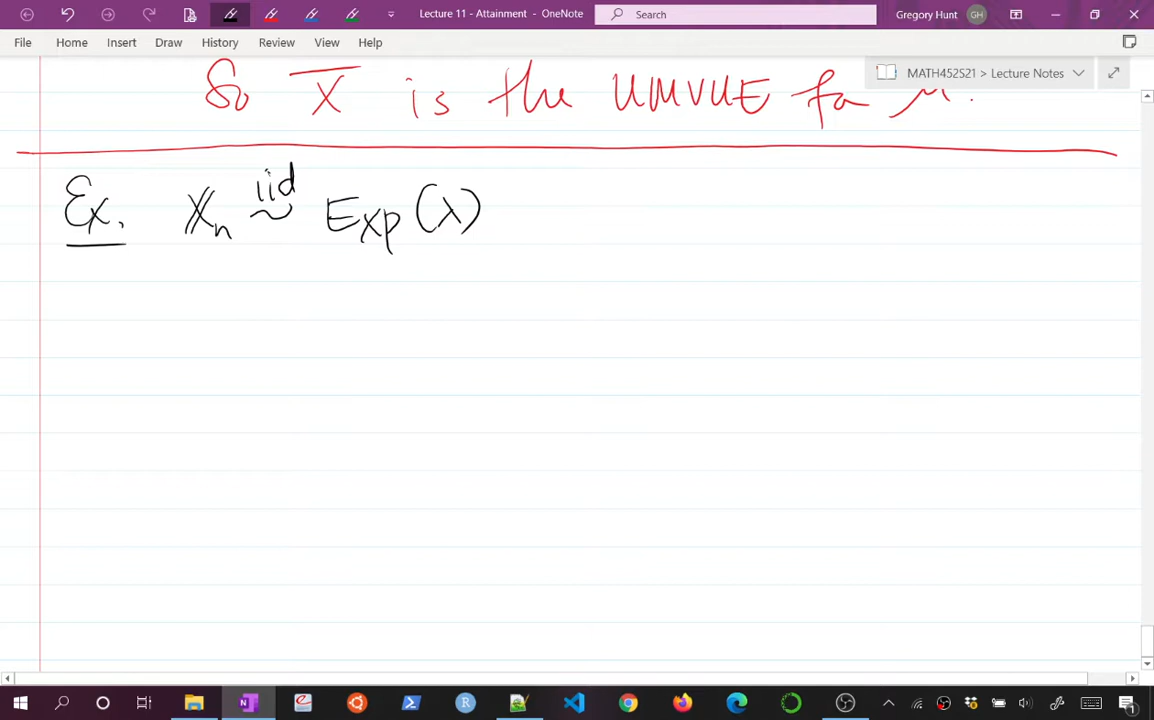 Lecture 11 - Attainment - OneNote
Search
Gregory Hunt
GH
File Home Insert Draw History Review View Help
MATH452S21 > Lecture Notes
So X̅ is the UMVUE for μ.
Ex. 𝕏n iid ~ Exp(λ)